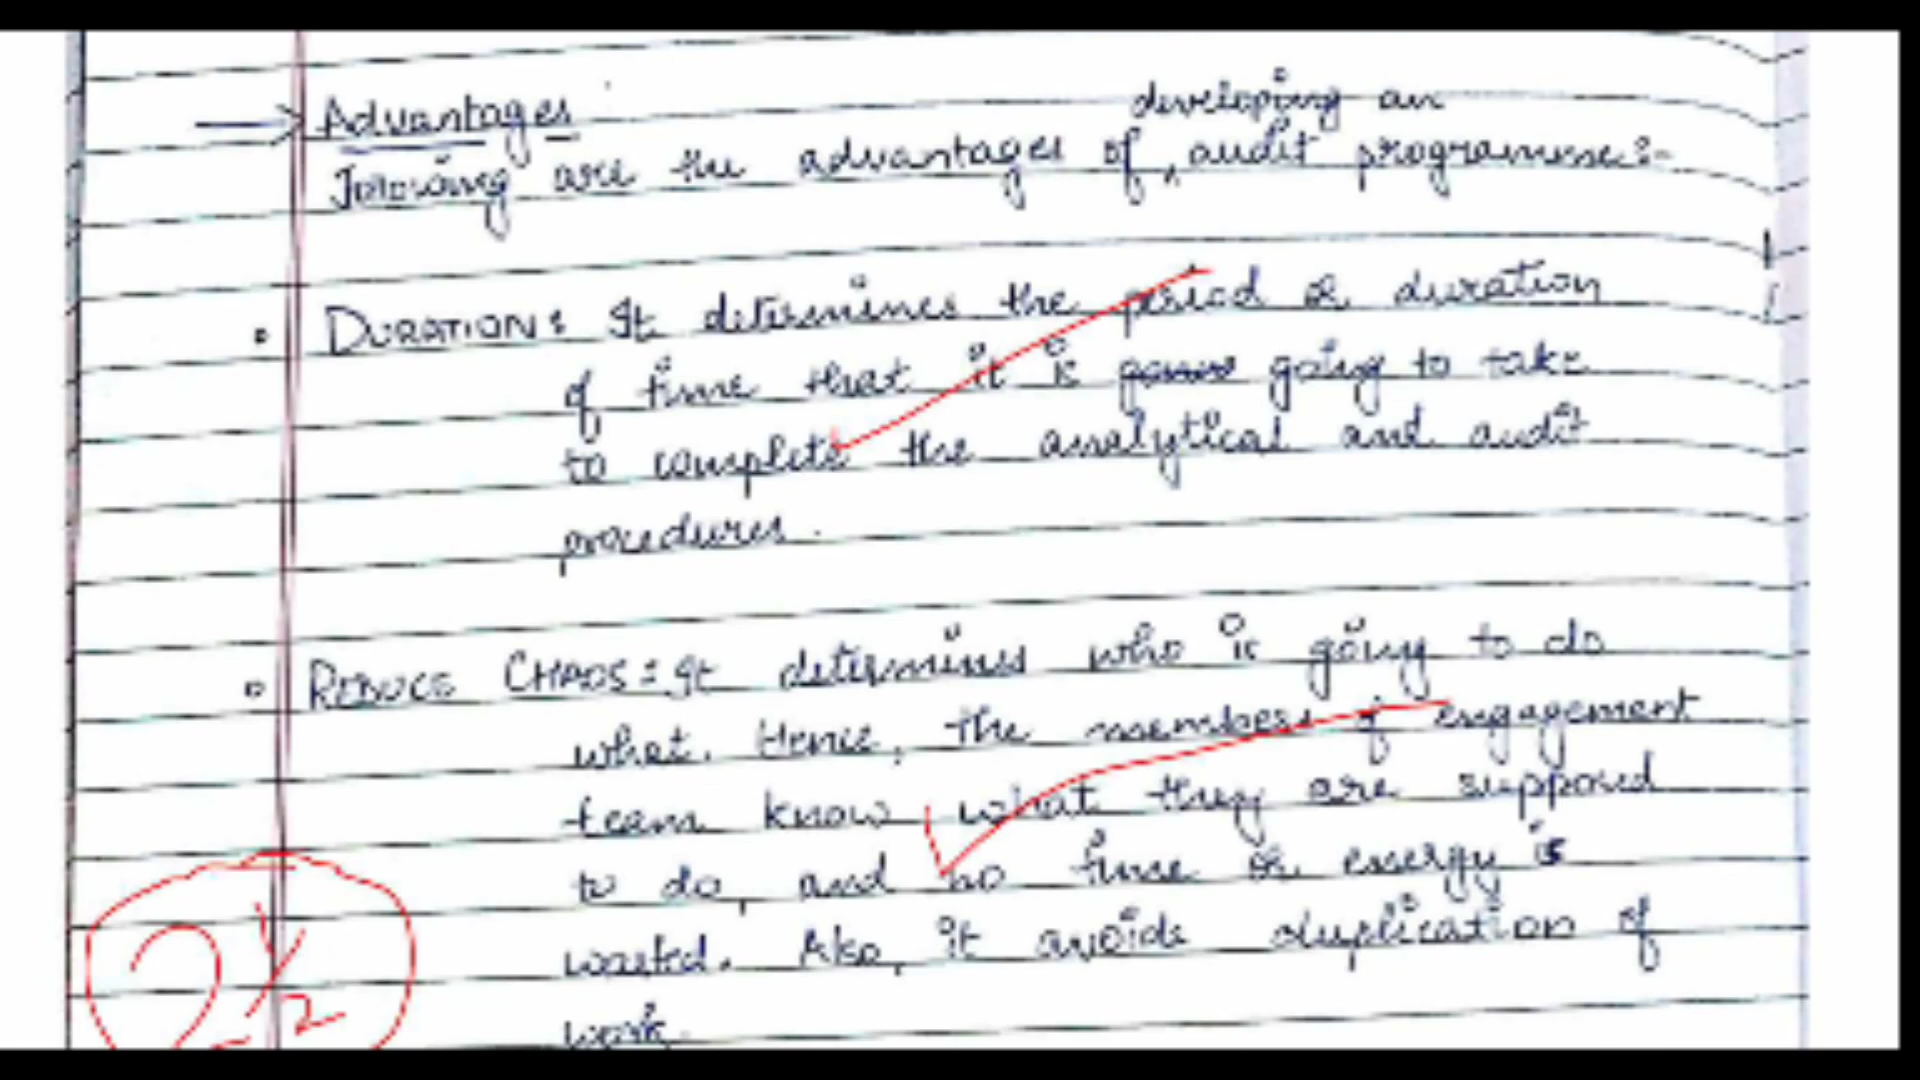 → Advantages
Following are the advantages of ‸ developing an audit programme:-
• DURATION: It determines the period or duration
of time that it is going to take
to complete the analytical and audit
procedures.
• REDUCE CHAOS: It determines who is going to do
what. Hence, the members of engagement
team know what they are supposed
to do, and no time or energy is
wasted. Also, it avoids duplication of
work.
2 1/2